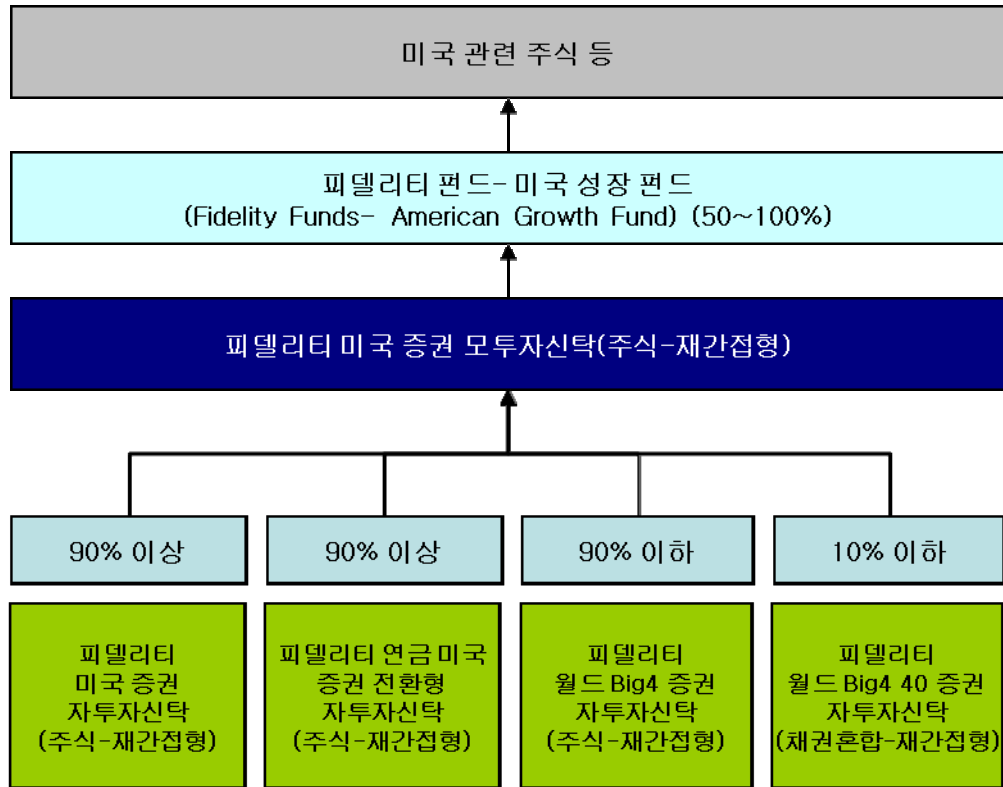 미국 관련 주식 등
피델리티 펀드- 미국 성장 펀드
(Fidelity Funds- American Growth Fund) (50~100%)
피델리티 미국 증권 모투자신탁(주식-재간접형)
90% 이상
90% 이상
90% 이하
10% 이하
피델리티
미국 증권
자투자신탁
(주식-재간접형)
피델리티 연금 미국
증권 전환형
자투자신탁
(주식-재간접형)
피델리티
월드 Big4 증권
자투자신탁
(주식-재간접형)
피델리티
월드 Big4 40 증권
자투자신탁
(채권혼합-재간접형)